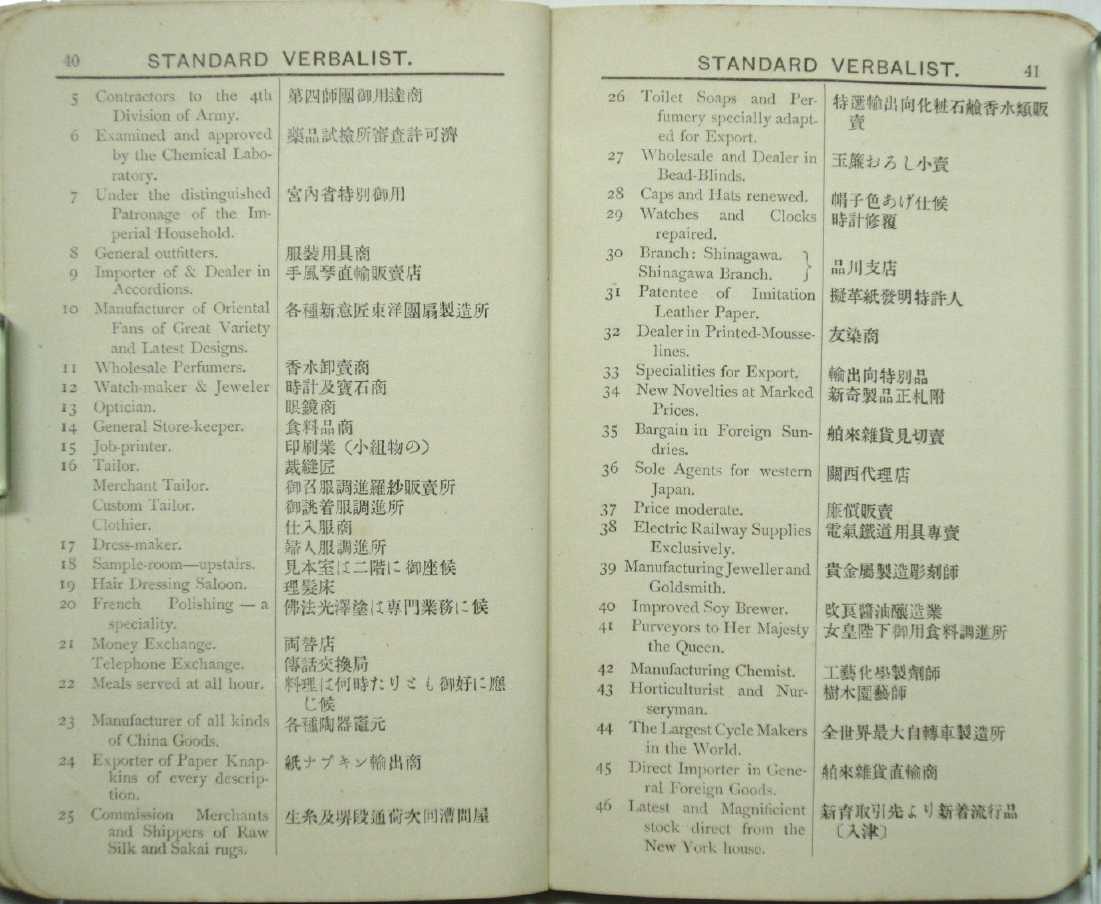 40
STANDARD VERBALIST.
5 Contractors to the 4th 第四師團御用達商
Division of Army.
6 Examined and approved 藥品試檢所審査許可濟
by the Chemical Labo-
ratory.
7 Under the distinguished 宮內省特別御用
Patronage of the Im-
perial Household.
8 General outfitters. 服裝用具商
9 Importer of & Dealer in 手風琴直輸販賣店
Accordions.
10 Manufacturer of Oriental 各種新意匠東洋團扇製造所
Fans of Great Variety
and Latest Designs.
11 Wholesale Perfumers. 香水卸賣商
12 Watch-maker & Jeweler 時計及寶石商
13 Optician. 眼鏡商
14 General Store-keeper. 食料品商
15 Job-printer. 印刷業（小組物の）
16 Tailor. 裁縫匠
Merchant Tailor. 御召服調進羅紗販賣所
Custom Tailor. 御誂着服調進所
Clothier. 仕入服商
17 Dress-maker. 婦人服調進所
18 Sample-room—upstairs. 見本室は二階に御座候
19 Hair Dressing Saloon. 理髮床
20 French Polishing — a 佛法光澤塗は專門業務に候
speciality.
21 Money Exchange. 両替店
Telephone Exchange. 傳話交換局
22 Meals served at all hour. 料理は何時たりとも御好に應
じ候
23 Manufacturer of all kinds 各種陶器竈元
of China Goods.
24 Exporter of Paper Knap- 紙ナプキン輸出商
kins of every descrip-
tion.
25 Commission Merchants 生糸及堺段通荷次回漕問屋
and Shippers of Raw
Silk and Sakai rugs.
STANDARD VERBALIST.
41
26 Toilet Soaps and Per- 特選輸出向化粧石鹼香水類販
fumery specially adapt- 賣
ed for Export.
27 Wholesale and Dealer in 玉簾おろし小賣
Bead-Blinds.
28 Caps and Hats renewed. 帽子色あげ仕候
29 Watches and Clocks 時計修覆
repaired.
30 Branch: Shinagawa. } 品川支店
Shinagawa Branch.
31 Patentee of Imitation 擬革紙發明特許人
Leather Paper.
32 Dealer in Printed-Mousse- 友染商
lines.
33 Specialities for Export. 輸出向特別品
34 New Novelties at Marked 新奇製品正札附
Prices.
35 Bargain in Foreign Sun- 舶來雜貨見切賣
dries.
36 Sole Agents for western 關西代理店
Japan.
37 Price moderate. 廉價販賣
38 Electric Railway Supplies 電氣鐵道用具專賣
Exclusively.
39 Manufacturing Jeweller and 貴金屬製造彫刻師
Goldsmith.
40 Improved Soy Brewer. 改良醬油釀造業
41 Purveyors to Her Majesty 女皇陛下御用食料調進所
the Queen.
42 Manufacturing Chemist. 工藝化學製劑師
43 Horticulturist and Nur- 樹木園藝師
seryman.
44 The Largest Cycle Makers 全世界最大自轉車製造所
in the World.
45 Direct Importer in Gene- 舶來雜貨直輸商
ral Foreign Goods.
46 Latest and Magnificient 新育取引先より新着流行品
stock direct from the 〔入津〕
New York house.